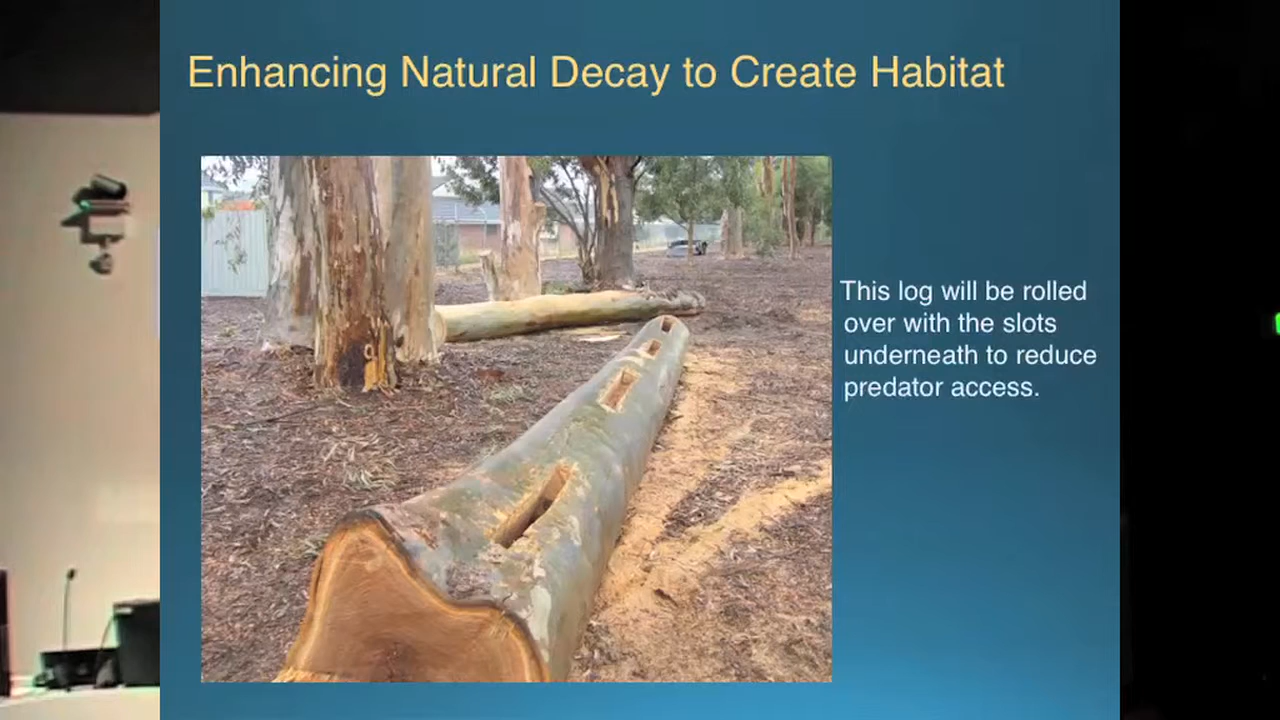 Enhancing Natural Decay to Create Habitat
This log will be rolled
over with the slots
underneath to reduce
predator access.